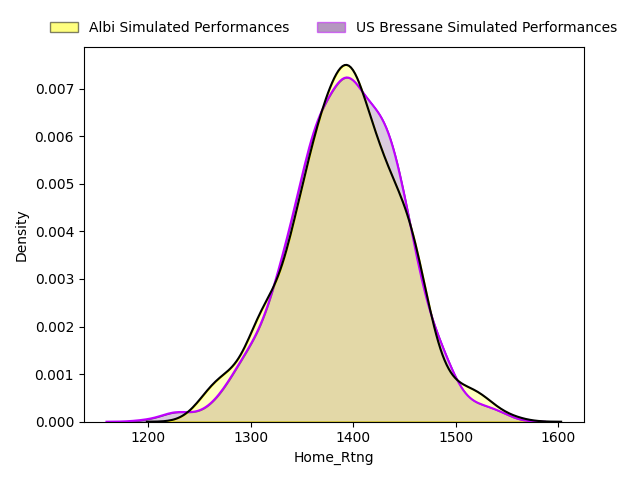 Albi Simulated Performances US Bressane Simulated Performances
Density
0.007
0.006
0.005
0.004
0.003
0.002
0.001
0.000
1200 1300 1400 1500 1600
Home_Rtng